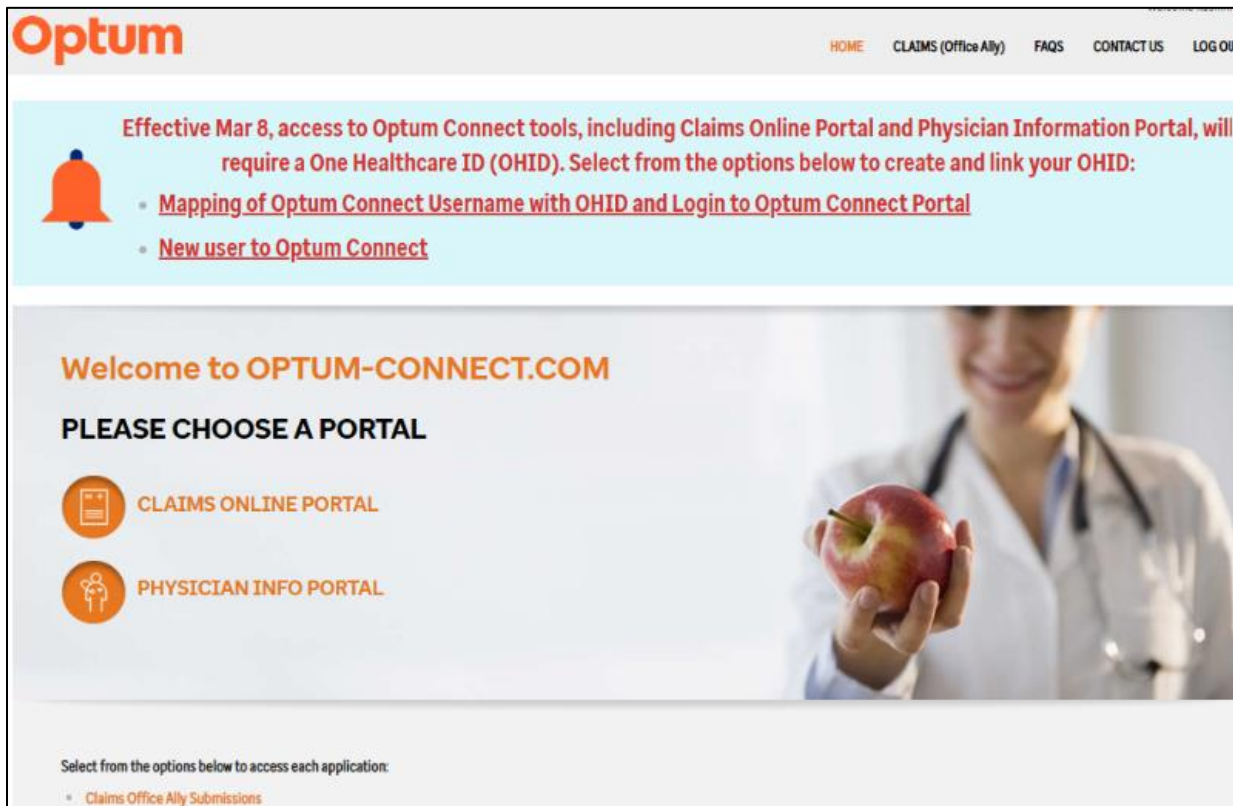 Optum
HOME CLAIMS (Office Ally) FAQS CONTACT US LOG OU
Effective Mar 8, access to Optum Connect tools, including Claims Online Portal and Physician Information Portal, will
require a One Healthcare ID (OHID). Select from the options below to create and link your OHID:
Mapping of Optum Connect Username with OHID and Login to Optum Connect Portal
New user to Optum Connect
Welcome to OPTUM-CONNECT.COM
PLEASE CHOOSE A PORTAL
CLAIMS ONLINE PORTAL
PHYSICIAN INFO PORTAL
Select from the options below to access each application:
Claims Office Ally Submissions